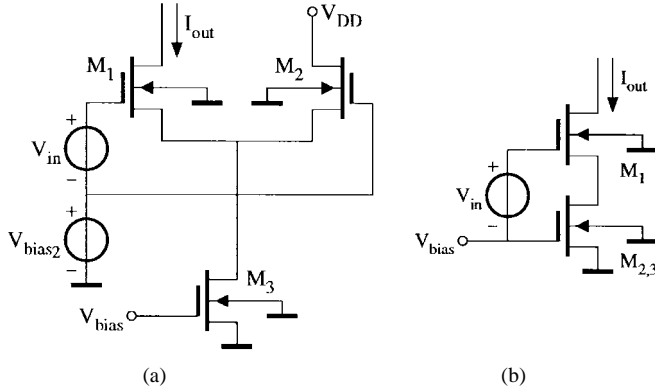 I_out
V_DD
M_1
M_2
+
V_in
−
+
V_bias2
−
M_3
V_bias
(a)
I_out
M_1
+
V_in
−
V_bias
M_2,3
(b)